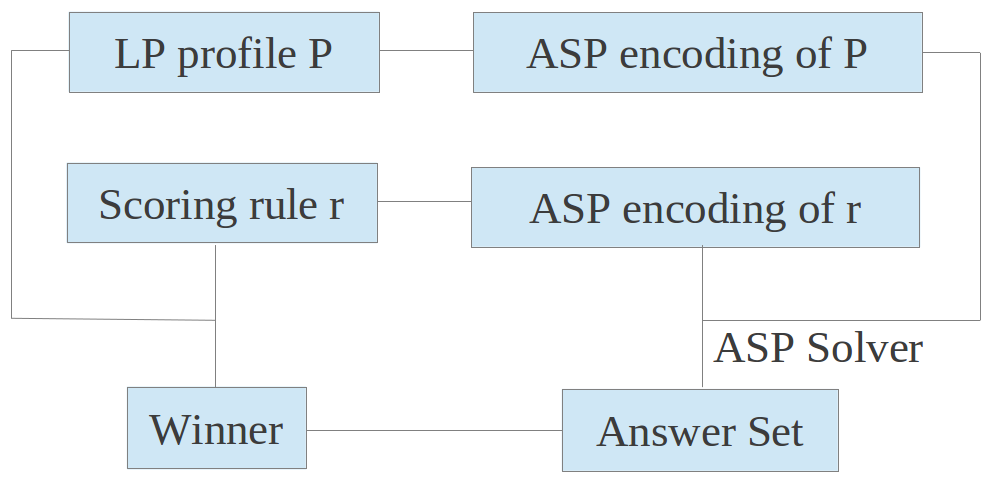 LP profile P
ASP encoding of P
Scoring rule r
ASP encoding of r
ASP Solver
Winner
Answer Set